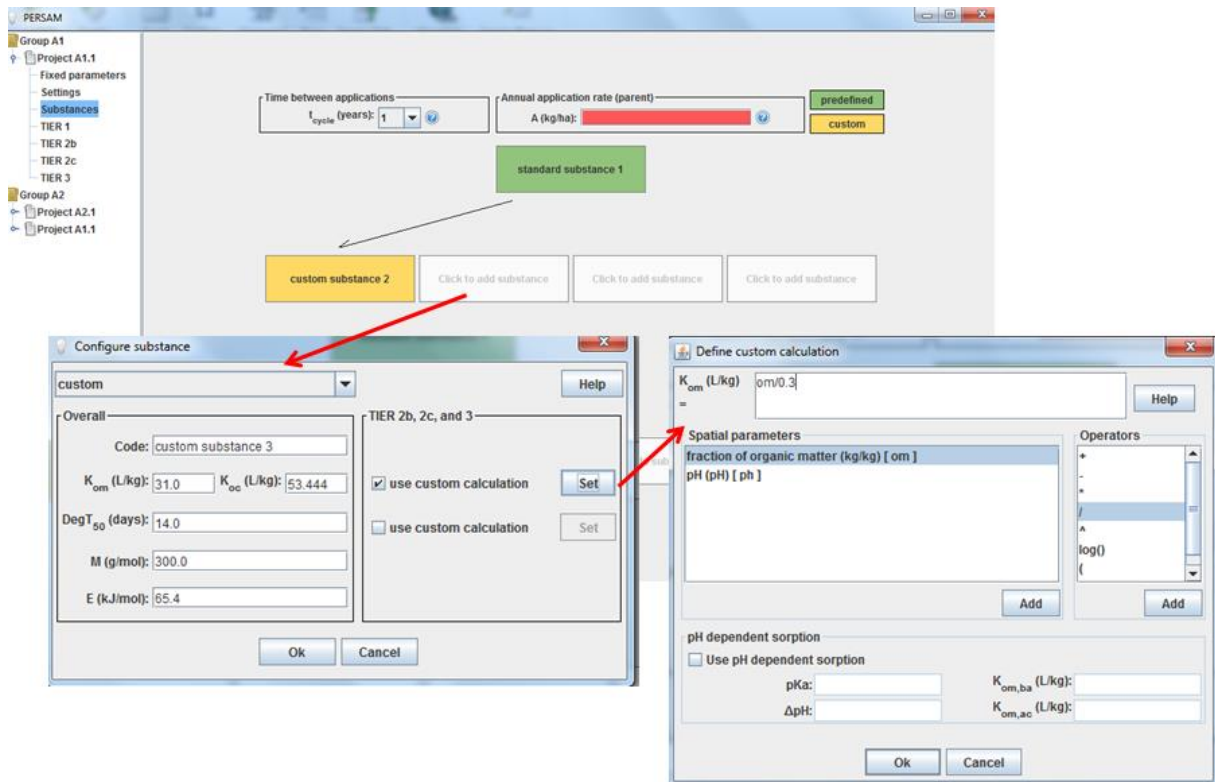 PERSAM
Group A1
Project A1.1
Fixed parameters
Settings
Substances
TIER 1
TIER 2b
TIER 2c
TIER 3
Group A2
Project A2.1
Project A1.1
Time between applications
t cycle (years): 1
Annual application rate (parent)
A (kg/ha):
predefined
custom
standard substance 1
custom substance 2
Click to add substance
Click to add substance
Click to add substance
Configure substance
custom
Help
Overall
Code: custom substance 3
Kom (L/kg): 31.0 Koc (L/kg): 53.444
DegT50 (days): 14.0
M (g/mol): 300.0
E (kJ/mol): 65.4
TIER 2b, 2c, and 3
use custom calculation Set
use custom calculation Set
Ok Cancel
Define custom calculation
Kom (L/kg) om/0.3
=
Help
Spatial parameters
fraction of organic matter (kg/kg) [ om ]
pH (pH) [ ph ]
Add
Operators
+
-
*
/
^
log()
(
Add
pH dependent sorption
Use pH dependent sorption
pKa: Kom,ba (L/kg):
ΔpH: Kom,ac (L/kg):
Ok Cancel